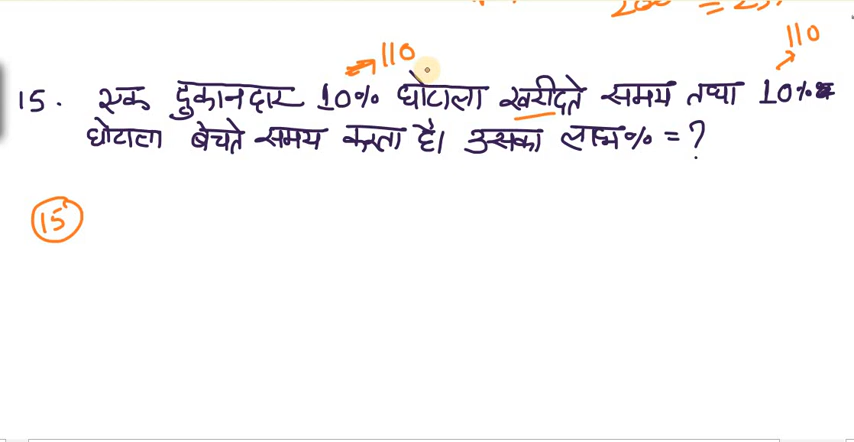 110
110
15. एक दुकानदार 10% घोटाला खरीदते समय तथा 10%
घोटाला बेचते समय करता है। उसका लाभ% = ?
15